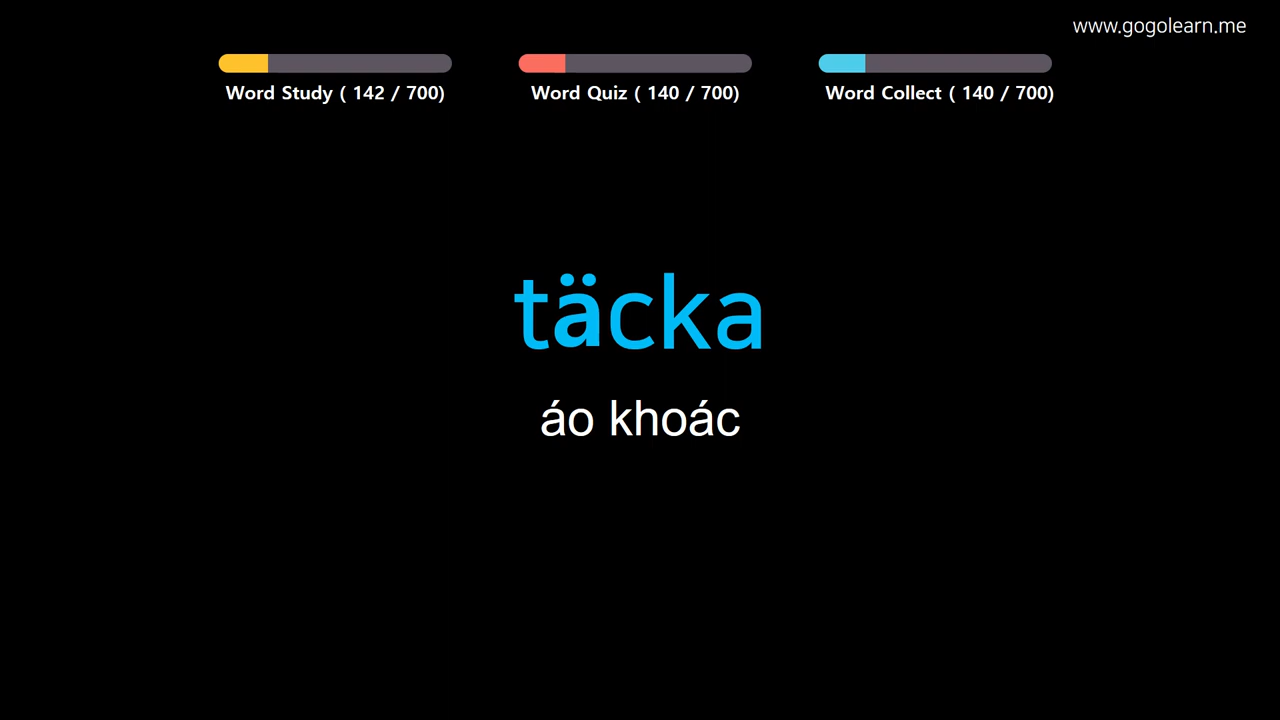 www.gogolearn.me
Word Study ( 142 / 700)
Word Quiz ( 140 / 700)
Word Collect ( 140 / 700)
täcka
áo khoác